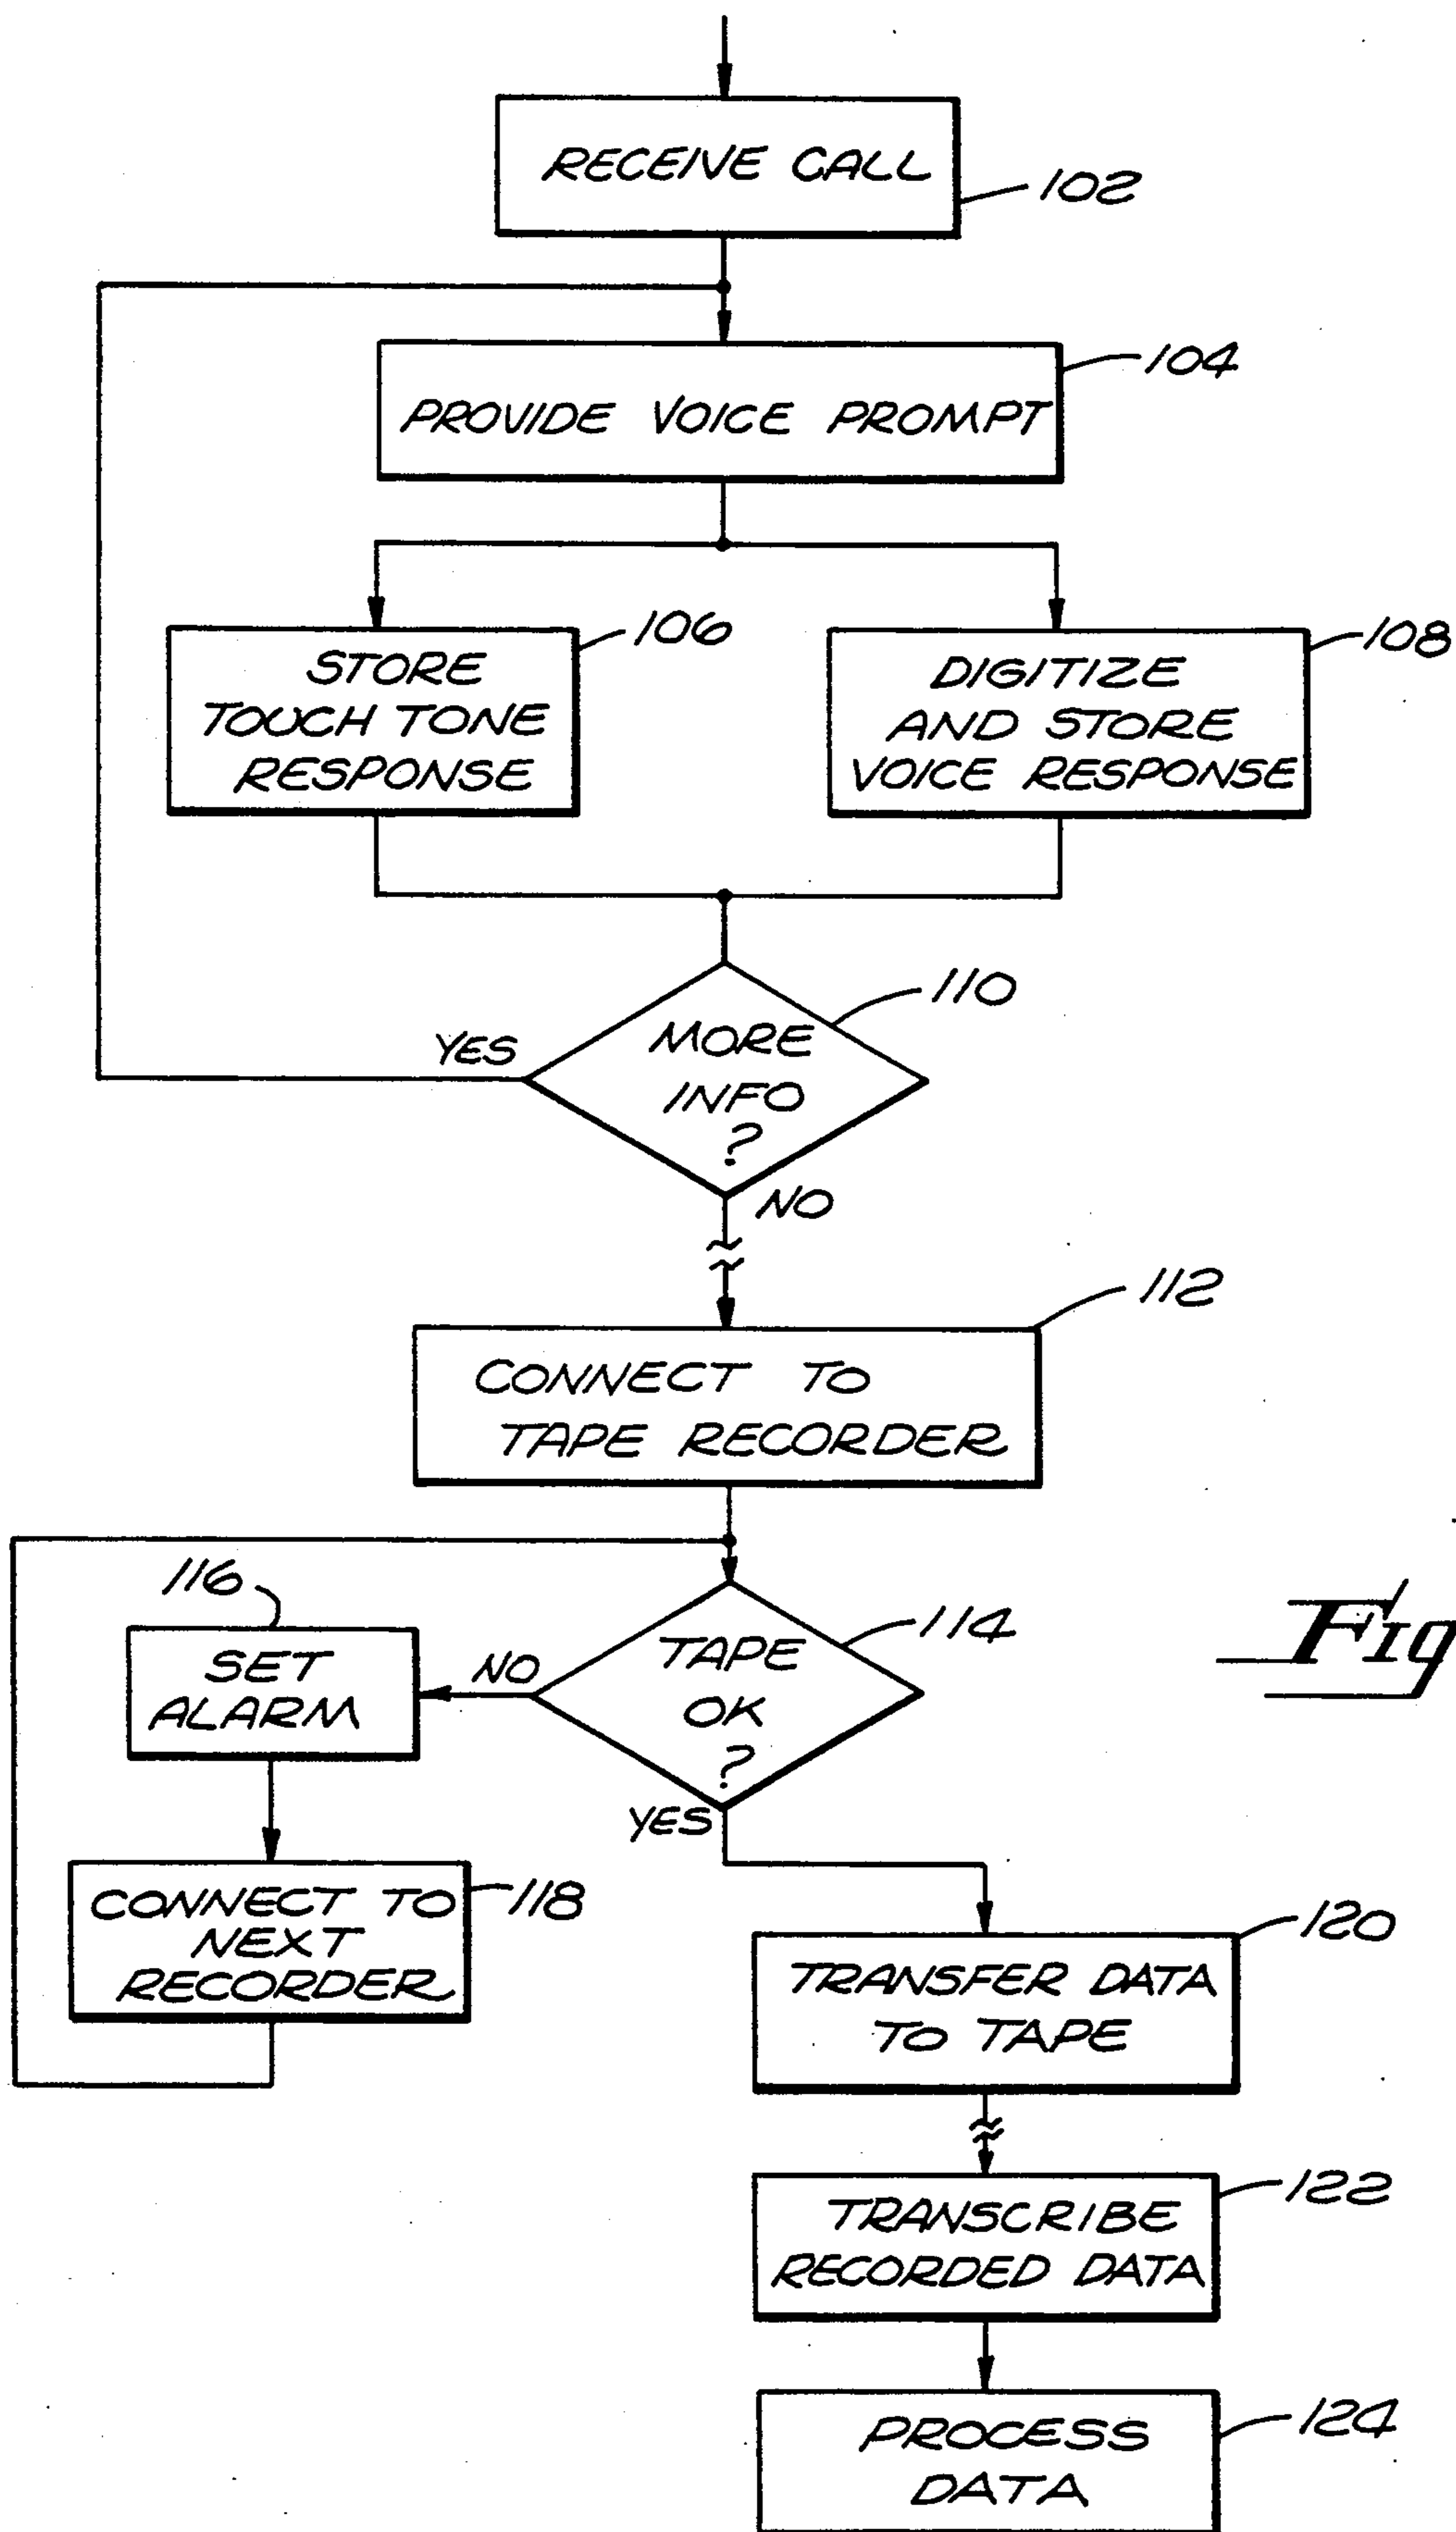 RECEIVE CALL
102
104
PROVIDE VOICE PROMPT
106
STORE
TOUCH TONE
RESPONSE
108
DIGITIZE
AND STORE
VOICE RESPONSE
110
YES
MORE
INFO
?
NO
112
CONNECT TO
TAPE RECORDER
116
SET
ALARM
NO
114
TAPE
OK
?
YES
Fig
CONNECT TO
NEXT
RECORDER
118
120
TRANSFER DATA
TO TAPE
122
TRANSCRIBE
RECORDED DATA
124
PROCESS
DATA